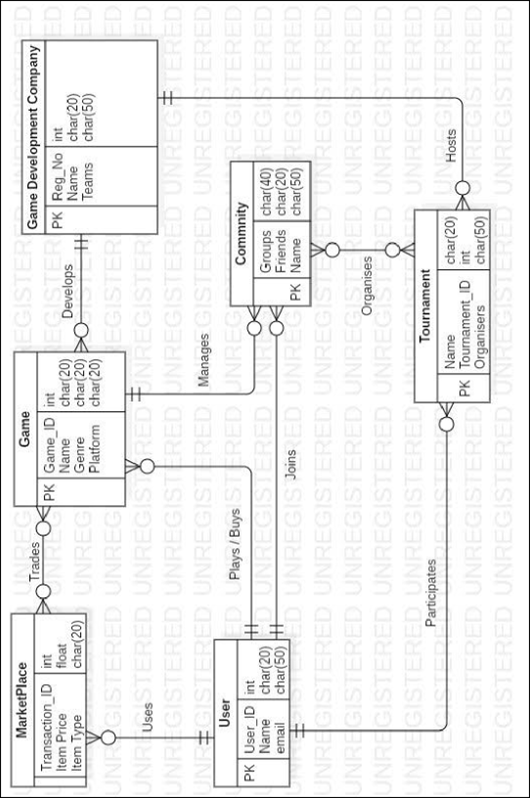 MarketPlace
Transaction_ID int
Item Price float
Item Type char(20)
Trades
Game
PK Game_ID int
Name char(20)
Genre char(20)
Platform char(20)
Develops
Game Development Company
PK Reg_No int
Name char(20)
Teams char(50)
Uses
Plays / Buys
Manages
User
PK User_ID int
Name char(20)
email char(50)
Joins
Commnity
Groups char(40)
Friends char(20)
PK Name char(50)
Organises
Participates
Hosts
Tournament
Name char(20)
PK Tournament_ID int
Organisers char(50)
UNREGISTERED UNREGISTERED UNREGISTERED UNREGISTERED